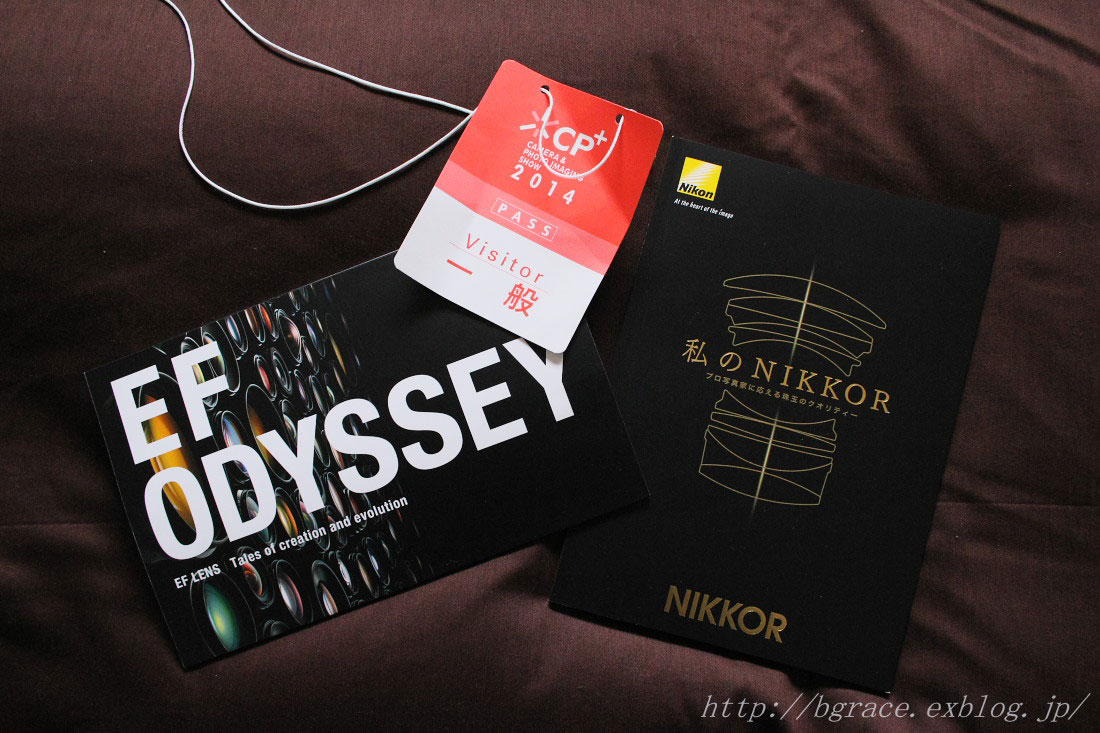 CP+
CAMERA &
PHOTO IMAGING
SHOW
2014
PASS
Visitor
一般
Nikon
At the heart of the image
私のNIKKOR
プロ写真家に応える珠玉のクオリティー
NIKKOR
EF
ODYSSEY
EF LENS Tales of creation and evolution
http://bgrace.exblog.jp/